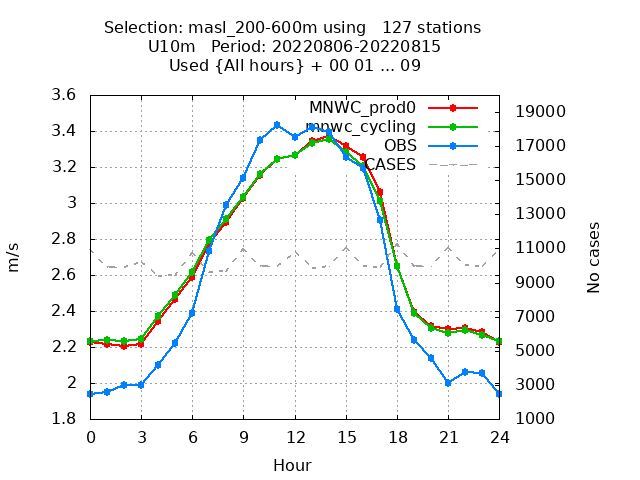 Selection: masl_200-600m using   127 stations
U10m   Period: 20220806-20220815
Used {All hours} + 00 01 ... 09
MNWC_prod0
mnwc_cycling
OBS
CASES
3.6
3.4
3.2
3
2.8
2.6
2.4
2.2
2
1.8
19000
17000
15000
13000
11000
9000
7000
5000
3000
1000
m/s
No cases
0 3 6 9 12 15 18 21 24
Hour